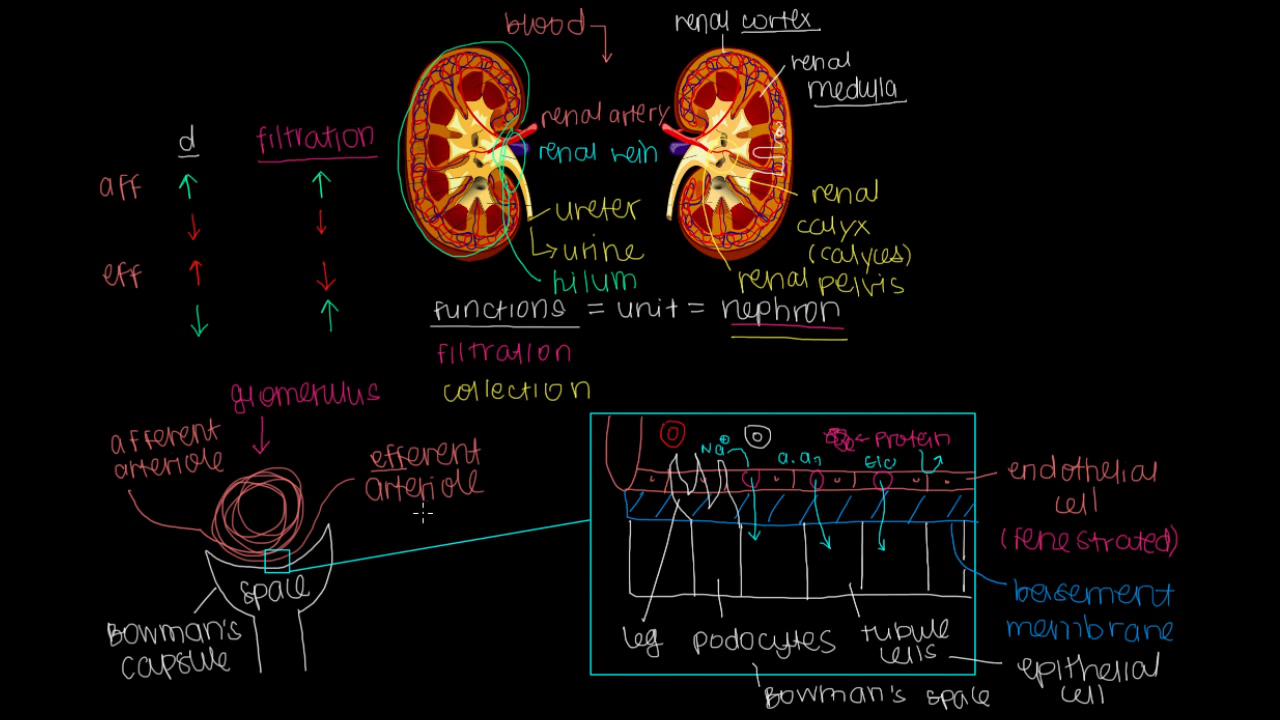 blood
renal cortex
renal
medulla
renal artery
renal vein
ureter
urine
hilum
renal
calyx
(calyces)
renal pelvis
d filtration
aff ↑ ↑
↓ ↓
eff ↑ ↓
↓ ↑
functions = unit = nephron
filtration
collection
glomerulus
afferent
arteriole
efferent
arteriole
space
Bowman's
capsule
Na⁺
a.a.
Glu
protein
endothelial
cell
(fenestrated)
basement
membrane
leg
podocytes
tubule
cells
epithelial
cell
Bowman's space